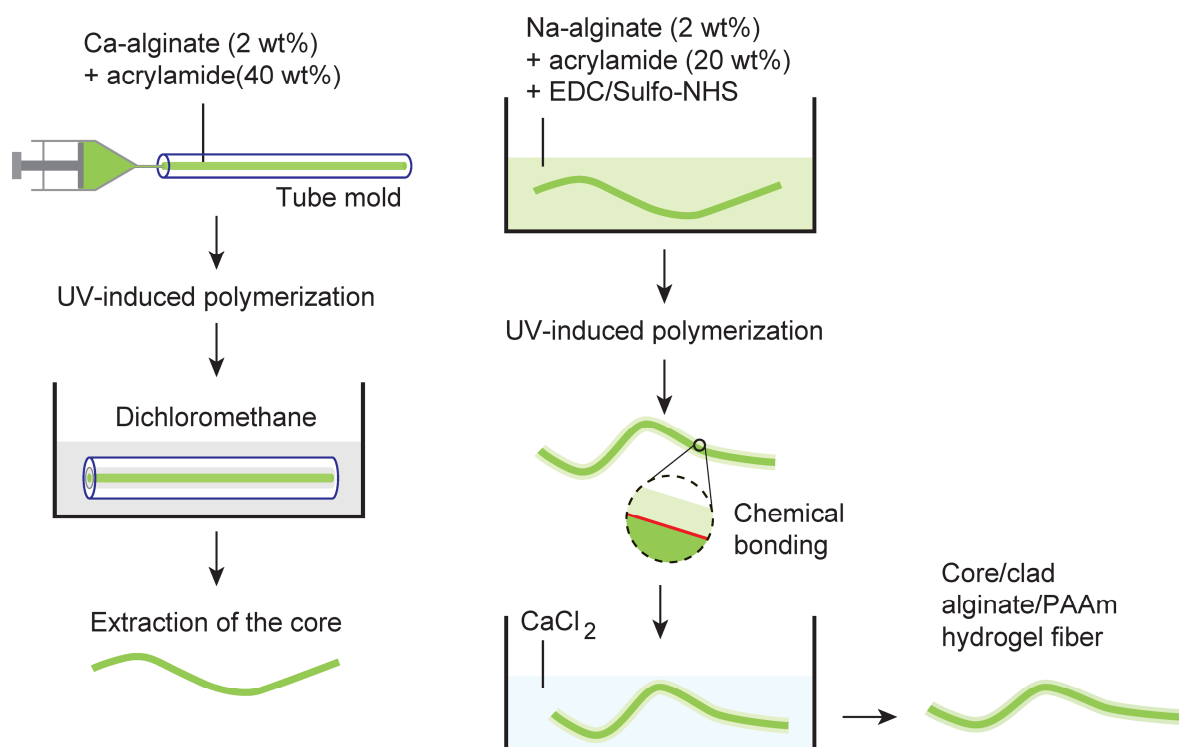 Ca-alginate (2 wt%)
+ acrylamide(40 wt%)
Tube mold
UV-induced polymerization
Dichloromethane
Extraction of the core
Na-alginate (2 wt%)
+ acrylamide (20 wt%)
+ EDC/Sulfo-NHS
UV-induced polymerization
Chemical
bonding
CaCl2
Core/clad
alginate/PAAm
hydrogel fiber